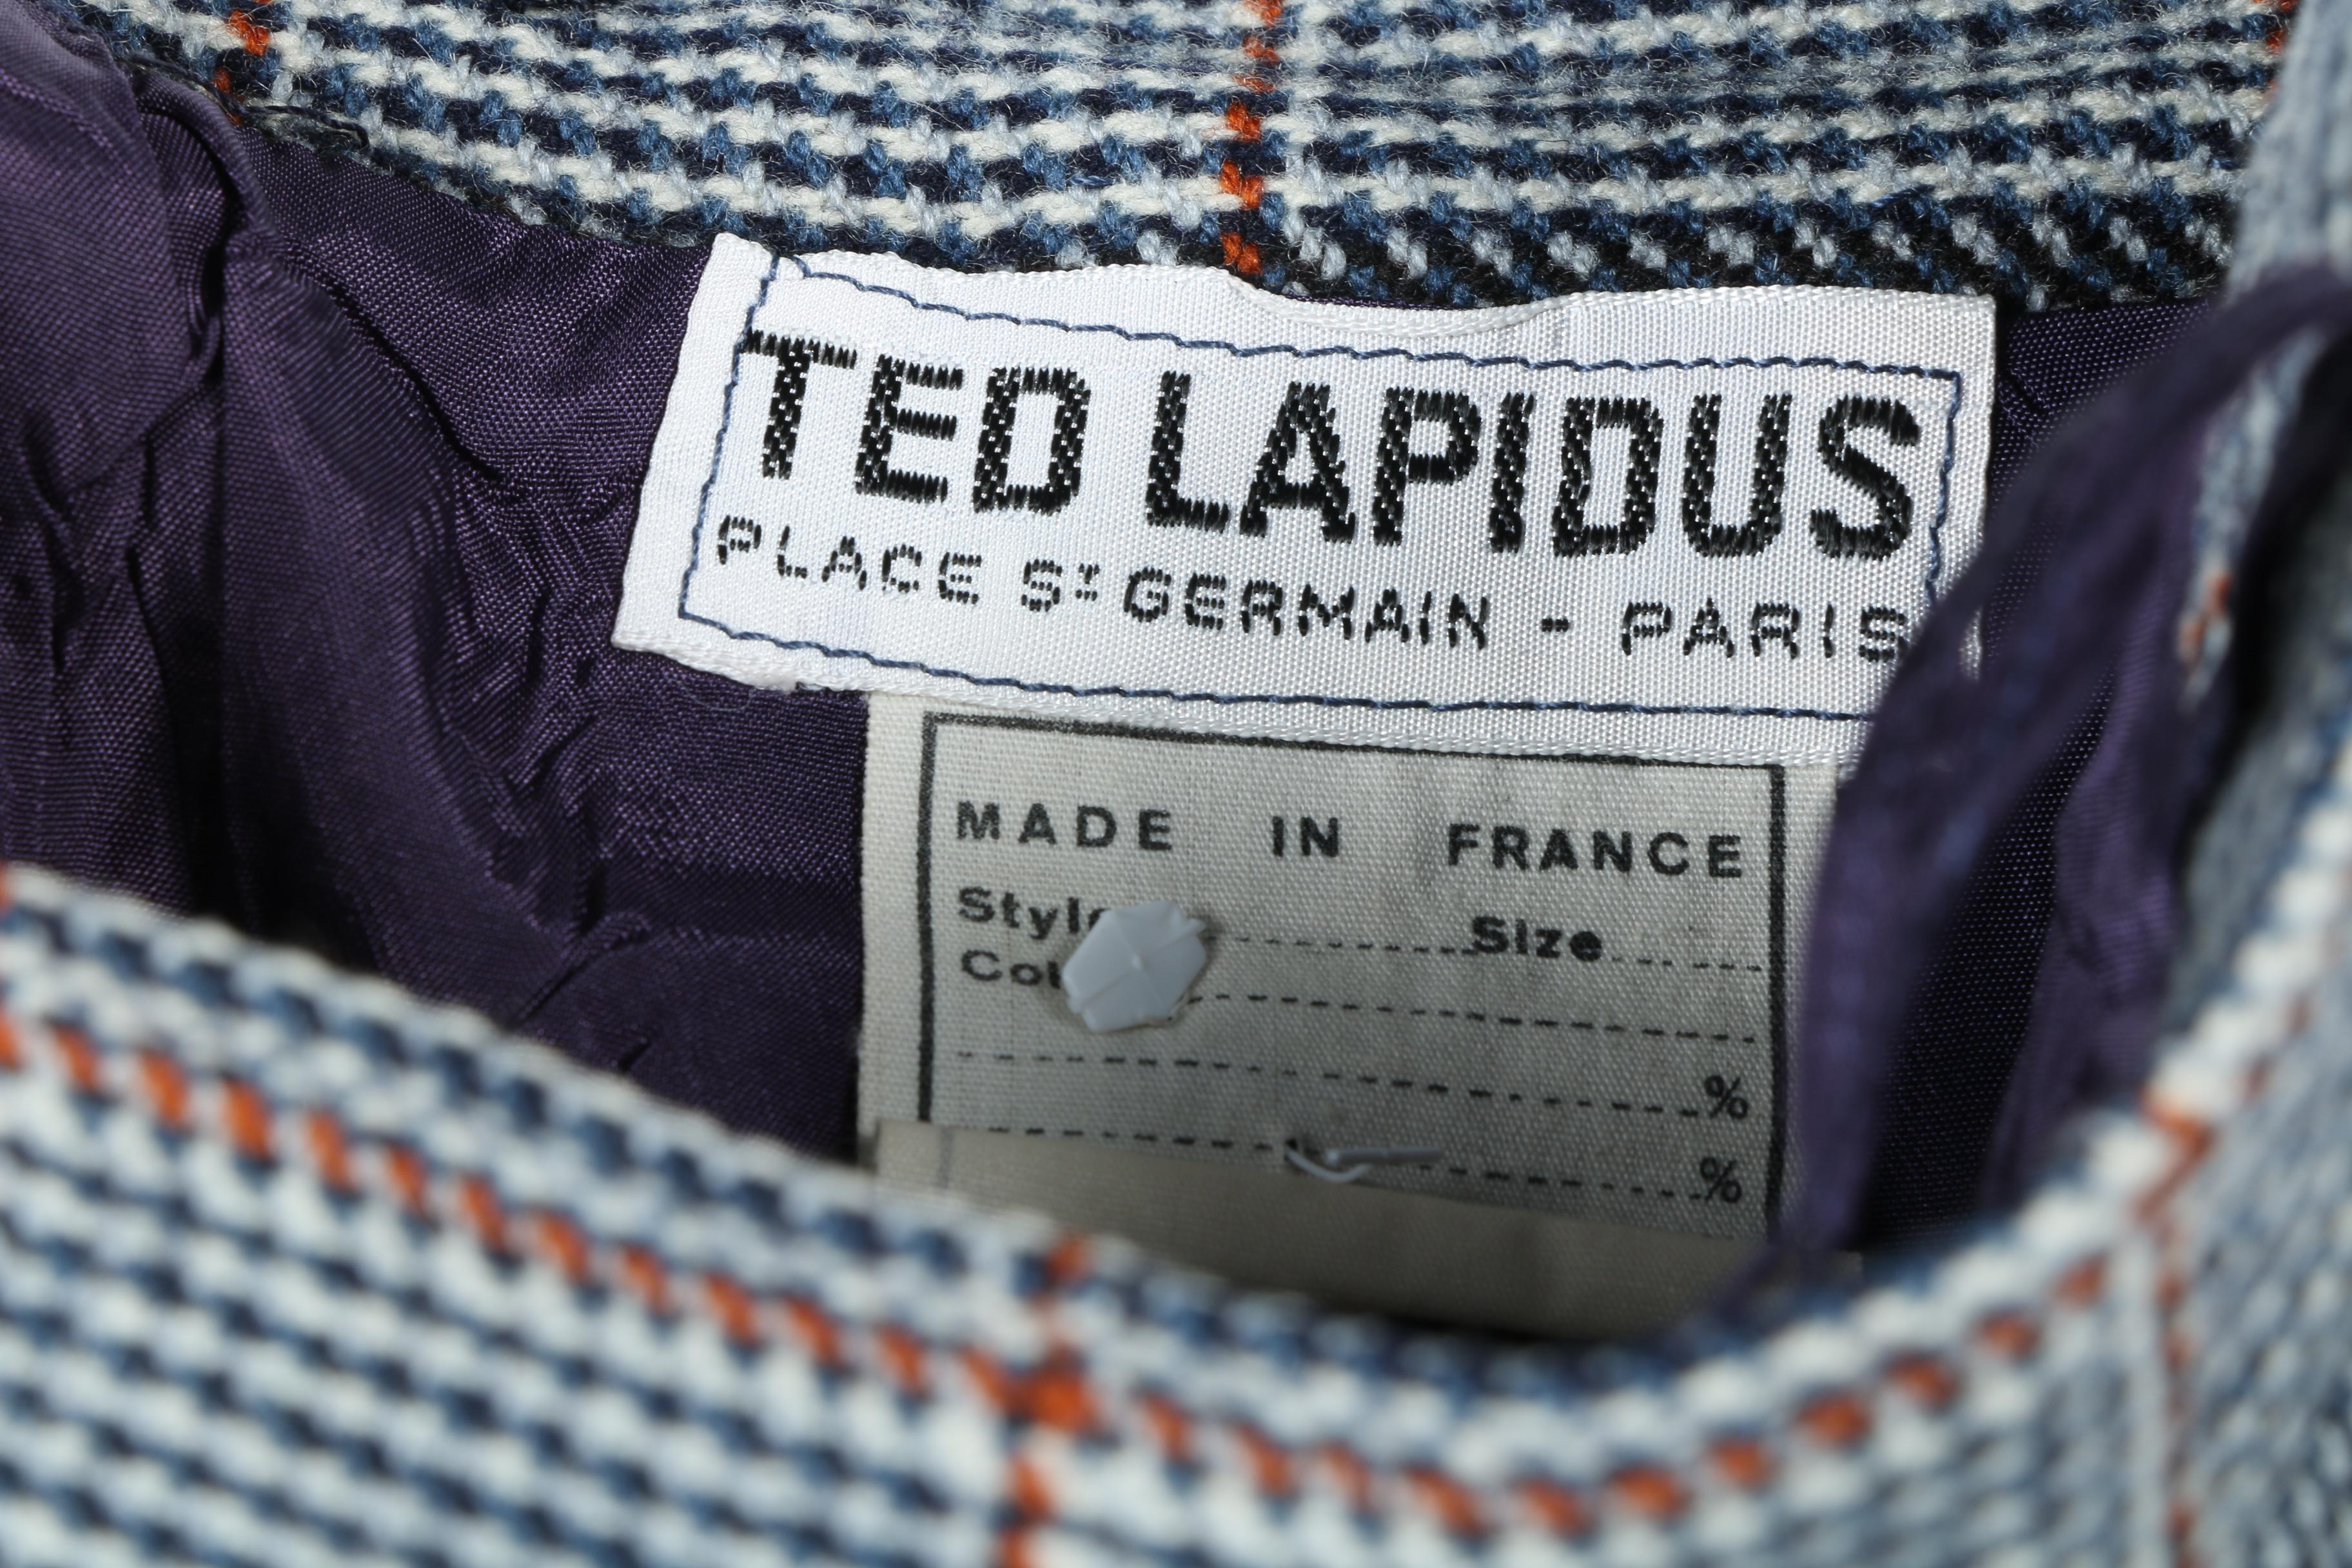 TED LAPIDUS
PLACE ST GERMAIN - PARIS
MADE IN FRANCE
Size
%
%